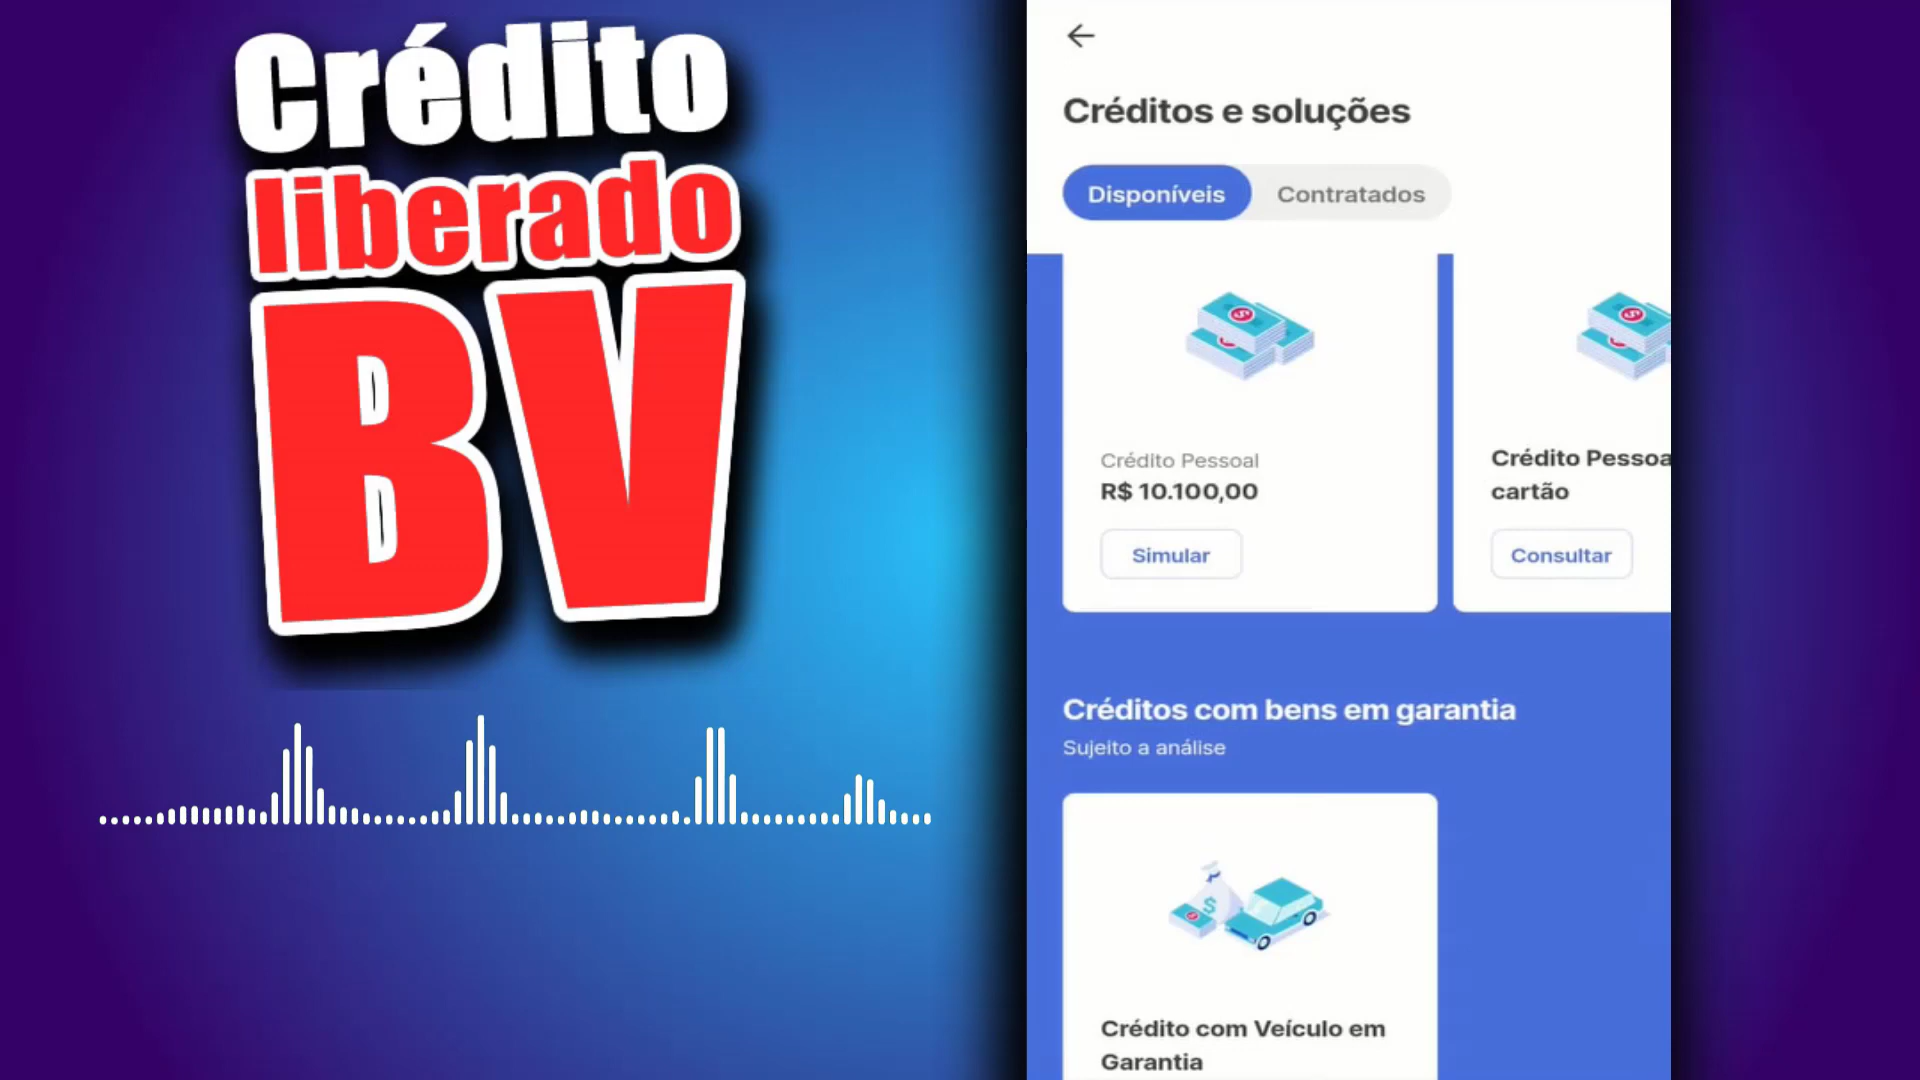 Crédito
liberado
BV
Créditos e soluções
Disponíveis
Contratados
Crédito Pessoal
R$ 10.100,00
Simular
Crédito Pessoa
cartão
Consultar
Créditos com bens em garantia
Sujeito a análise
Crédito com Veículo em
Garantia